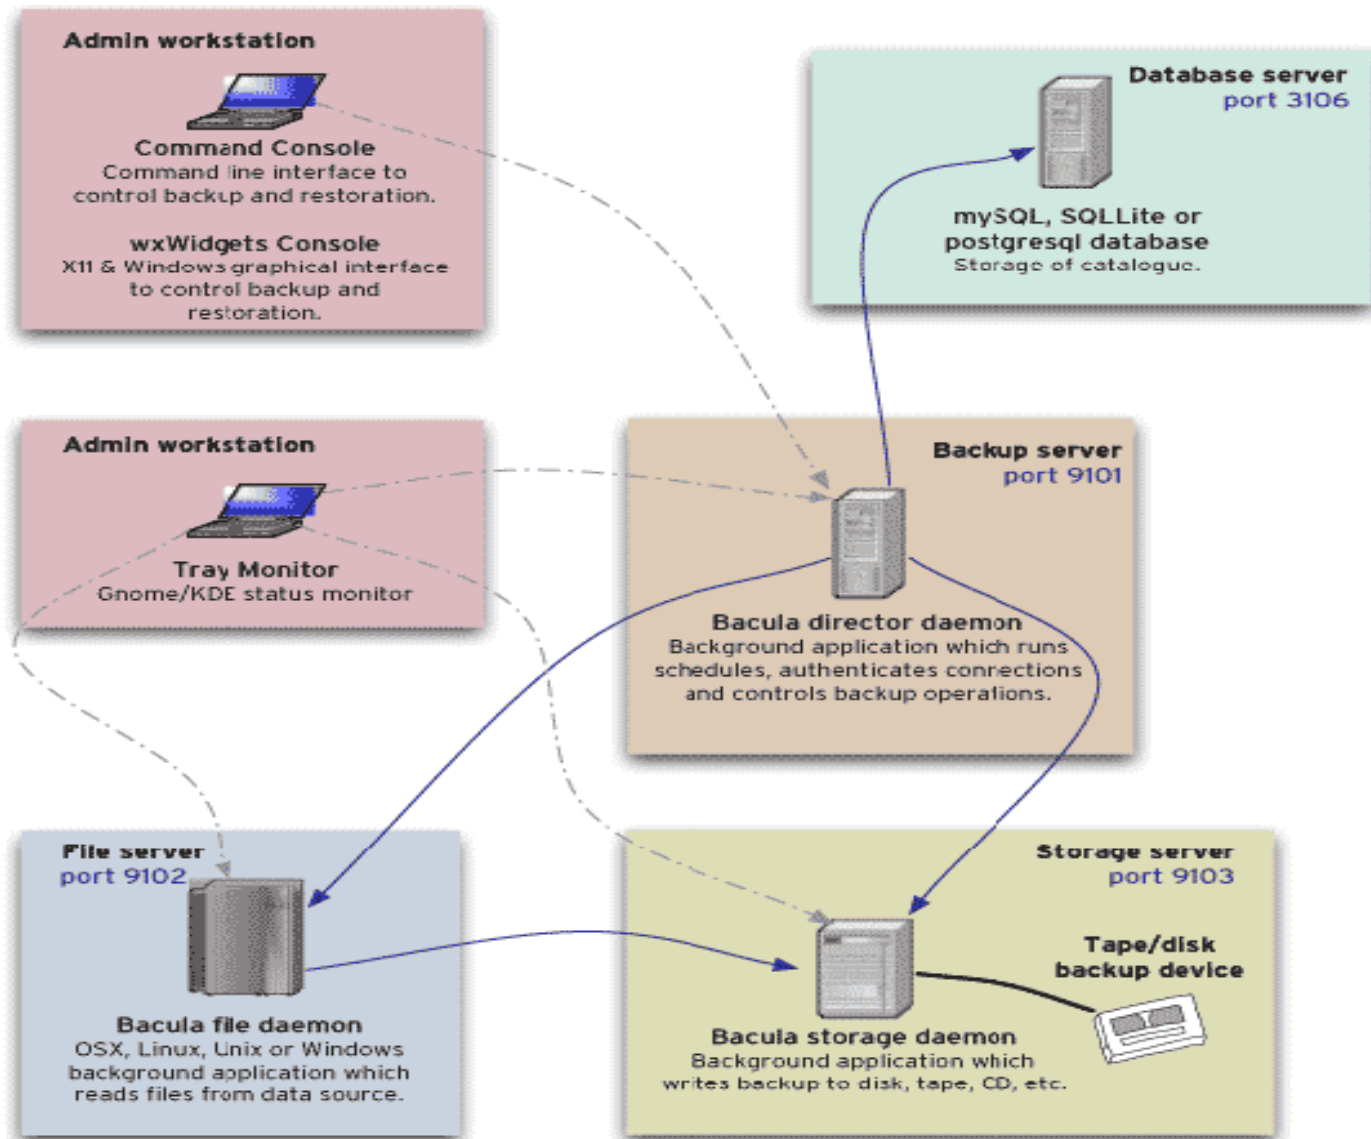 Admin workstation
Command Console
Command line interface to
control backup and restoration.
wxWidgets Console
X11 & Windows graphical interface
to control backup and
restoration.
Database server
port 3106
mySQL, SQLLite or
postgresql database
Storage of catalogue.
Admin workstation
Tray Monitor
Gnome/KDE status monitor
Backup server
port 9101
Bacula director daemon
Background application which runs
schedules, authenticates connections
and controls backup operations.
File server
port 9102
Bacula file daemon
OSX, Linux, Unix or Windows
background application which
reads files from data source.
Storage server
port 9103
Tape/disk
backup device
Bacula storage daemon
Background application which
writes backup to disk, tape, CD, etc.